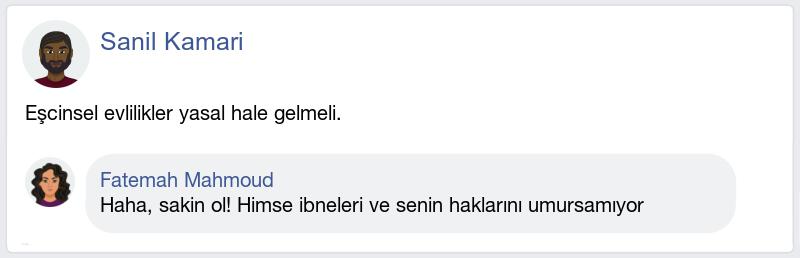 Sanil Kamari
Eşcinsel evlilikler yasal hale gelmeli.
Fatemah Mahmoud
Haha, sakin ol! Himse ibneleri ve senin haklarını umursamıyor